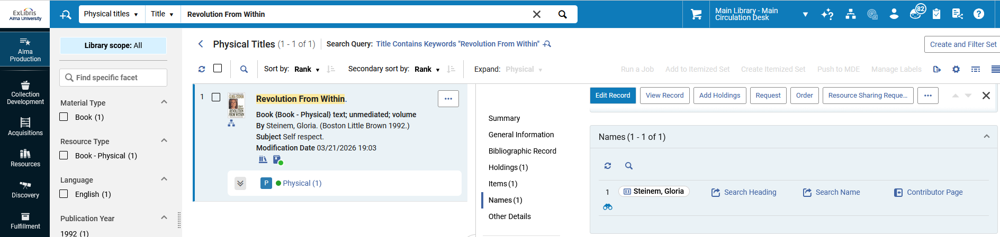 ExLibris
Alma University
Physical titles
Title
Revolution From Within
Main Library - Main
Circulation Desk
82
Alma
Production
Collection
Development
Acquisitions
Resources
Discovery
Fulfillment
Library scope: All
Find specific facet
Material Type
Book (1)
Resource Type
Book - Physical (1)
Language
English (1)
Publication Year
1992 (1)
Physical Titles (1 - 1 of 1)
Search Query: Title Contains Keywords "Revolution From Within"
Create and Filter Set
Sort by: Rank
Secondary sort by: Rank
Expand: Physical
Run a Job
Add to Itemized Set
Create Itemized Set
Push to MDE
Manage Labels
1
GLORIA STEINEM
REVOLUTION
FROM WITHIN
Revolution From Within.
Book {Book - Physical} text; unmediated; volume
By Steinem, Gloria. (Boston Little Brown 1992.)
Subject Self respect.
Modification Date 03/21/2026 19:03
P Physical (1)
Summary
General Information
Bibliographic Record
Holdings (1)
Items (1)
Names (1)
Other Details
Edit Record
View Record
Add Holdings
Request
Order
Resource Sharing Reque...
Names (1 - 1 of 1)
1 Steinem, Gloria
Search Heading
Search Name
Contributor Page